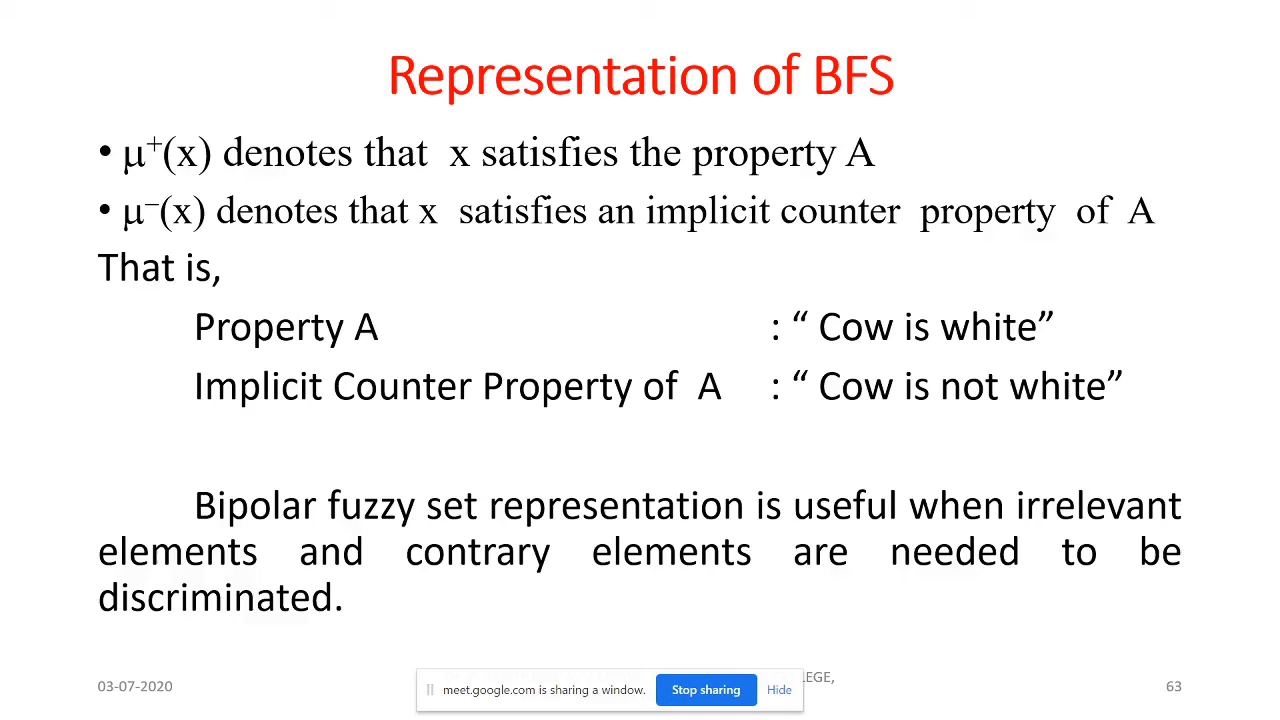 Representation of BFS
• μ⁺(x) denotes that x satisfies the property A
• μ⁻(x) denotes that x satisfies an implicit counter property of A
That is,
Property A : “ Cow is white”
Implicit Counter Property of A : “ Cow is not white”
Bipolar fuzzy set representation is useful when irrelevant
elements and contrary elements are needed to be
discriminated.
03-07-2020
meet.google.com is sharing a window. Stop sharing Hide
63